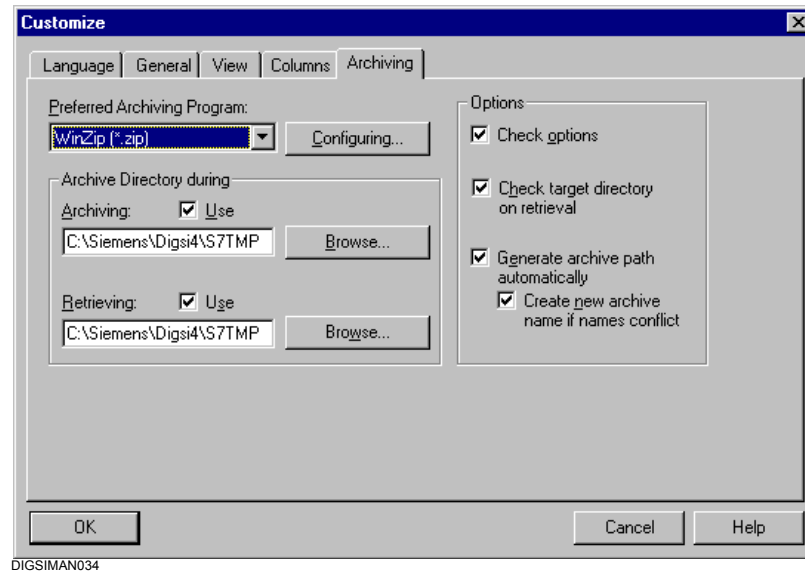 Customize
Language
General
View
Columns
Archiving
Preferred Archiving Program:
WinZip (*.zip)
Configuring...
Archive Directory during
Archiving:
Use
C:\Siemens\Digsi4\S7TMP
Browse...
Retrieving:
Use
C:\Siemens\Digsi4\S7TMP
Browse...
Options
Check options
Check target directory
on retrieval
Generate archive path
automatically
Create new archive
name if names conflict
OK
Cancel
Help
DIGSIMAN034